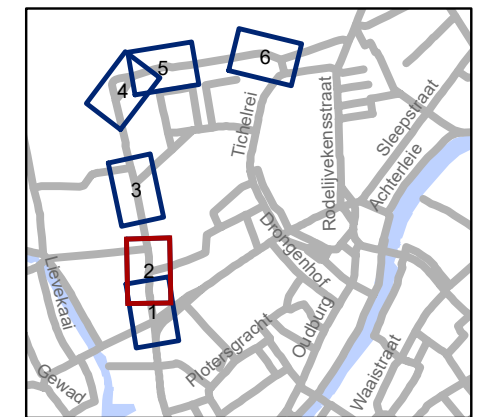 6
5
4
Tichelrei
Rodelijvekensstraat
Sleepstraat
Achterleie
3
Drongenhof
2
Lievekaai
1
Oudburg
Plotersgracht
Waaistraat
Gewad